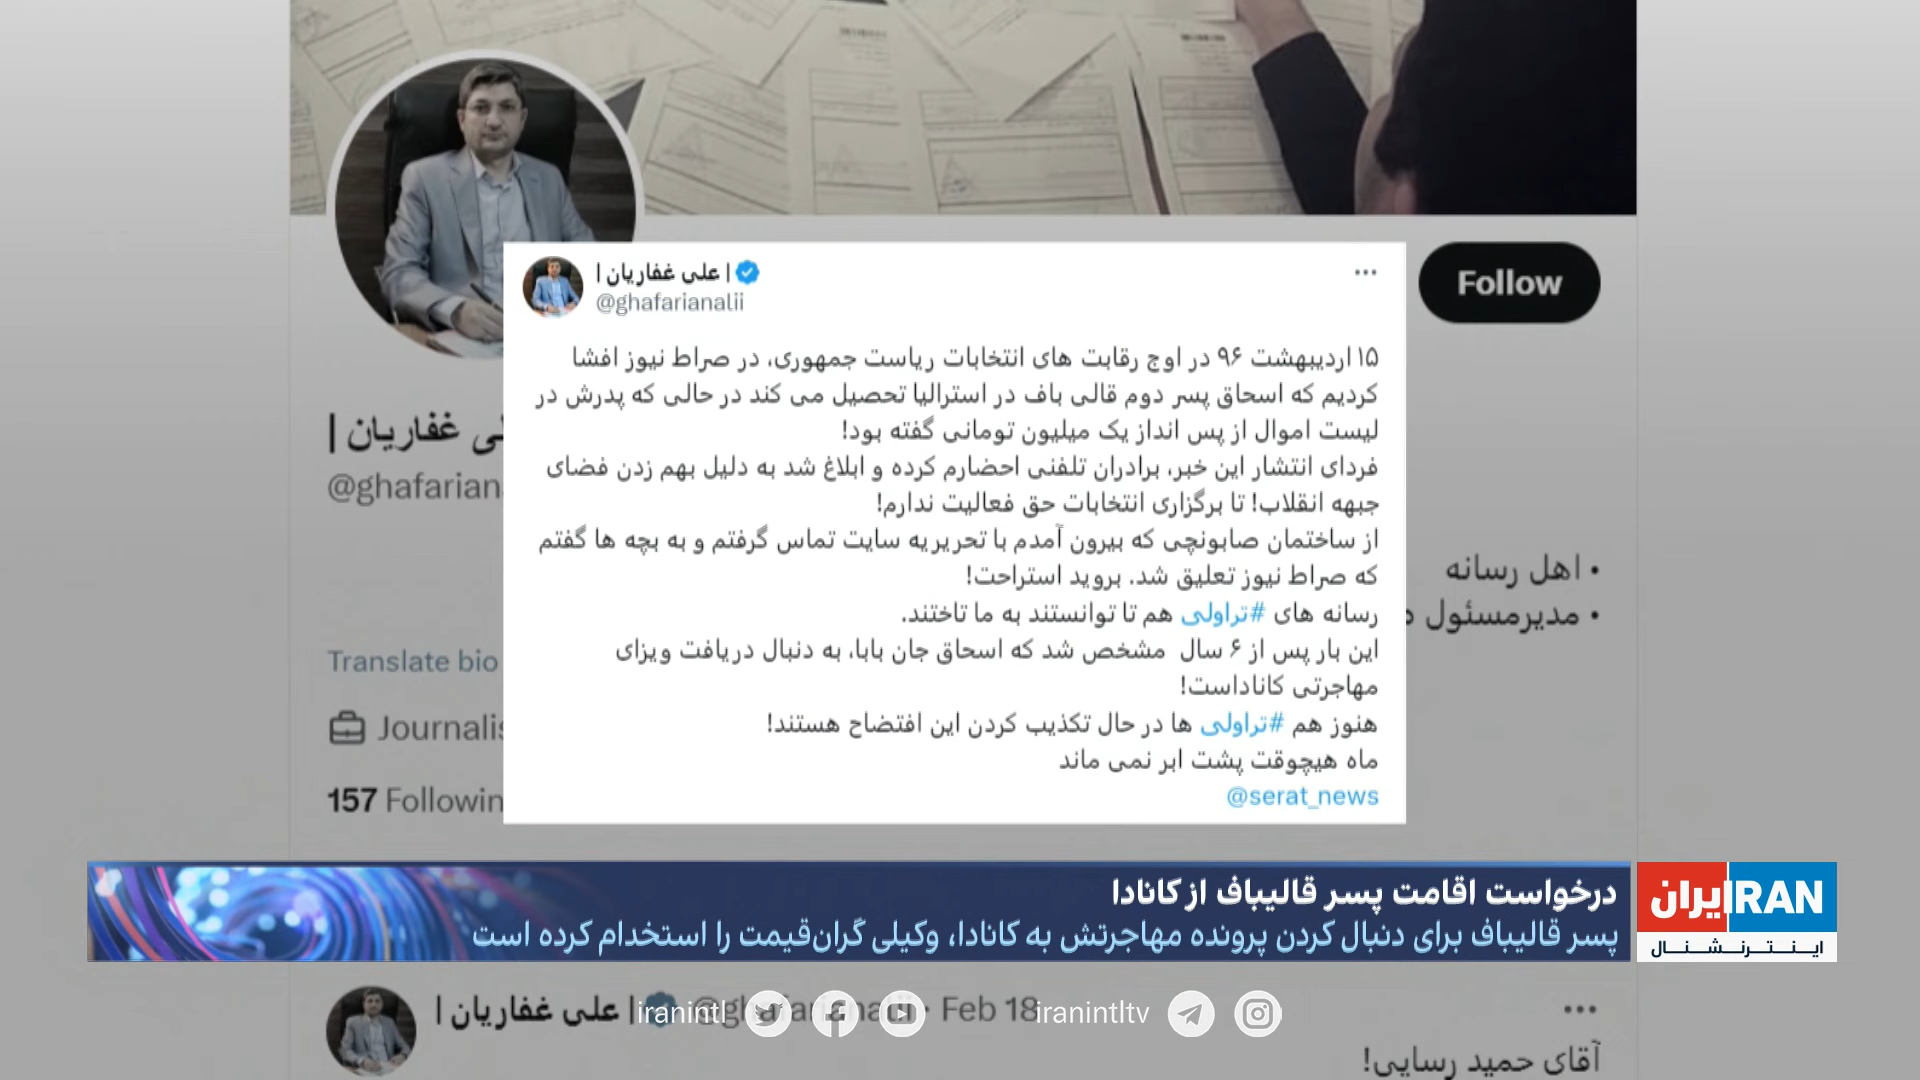 | علی غفاریان |
@ghafarianalii
۱۵ اردیبهشت ۹۶ در اوج رقابت های انتخابات ریاست جمهوری، در صراط نیوز افشا
کردیم که اسحاق پسر دوم قالی باف در استرالیا تحصیل می کند در حالی که پدرش در
لیست اموال از پس انداز یک میلیون تومانی گفته بود!
فردای انتشار این خبر، برادران تلفنی احضارم کرده و ابلاغ شد به دلیل بهم زدن فضای
جبهه انقلاب! تا برگزاری انتخابات حق فعالیت ندارم!
از ساختمان صابونچی که بیرون آمدم با تحریریه سایت تماس گرفتم و به بچه ها گفتم
که صراط نیوز تعلیق شد. بروید استراحت!
رسانه های #تراولی هم تا توانستند به ما تاختند.
این بار پس از ۶ سال مشخص شد که اسحاق جان بابا، به دنبال دریافت ویزای
مهاجرتی کاناداست!
هنوز هم #تراولی ها در حال تکذیب کردن این افتضاح هستند!
ماه هیچوقت پشت ابر نمی ماند
@serat_news
Follow
غفاریان |
@ghafarian
• اهل رسانه
• مدیرمسئول
Translate bio
Journalis
157 Followin
درخواست اقامت پسر قالیباف از کانادا
پسر قالیباف برای دنبال کردن پرونده مهاجرتش به کانادا، وکیلی گران‌قیمت را استخدام کرده است
ایران IRAN
اینترنشنال
| علی غفاریان | @ghafarianalii · Feb 18
iranintl
iranintltv
آقای حمید رسایی!